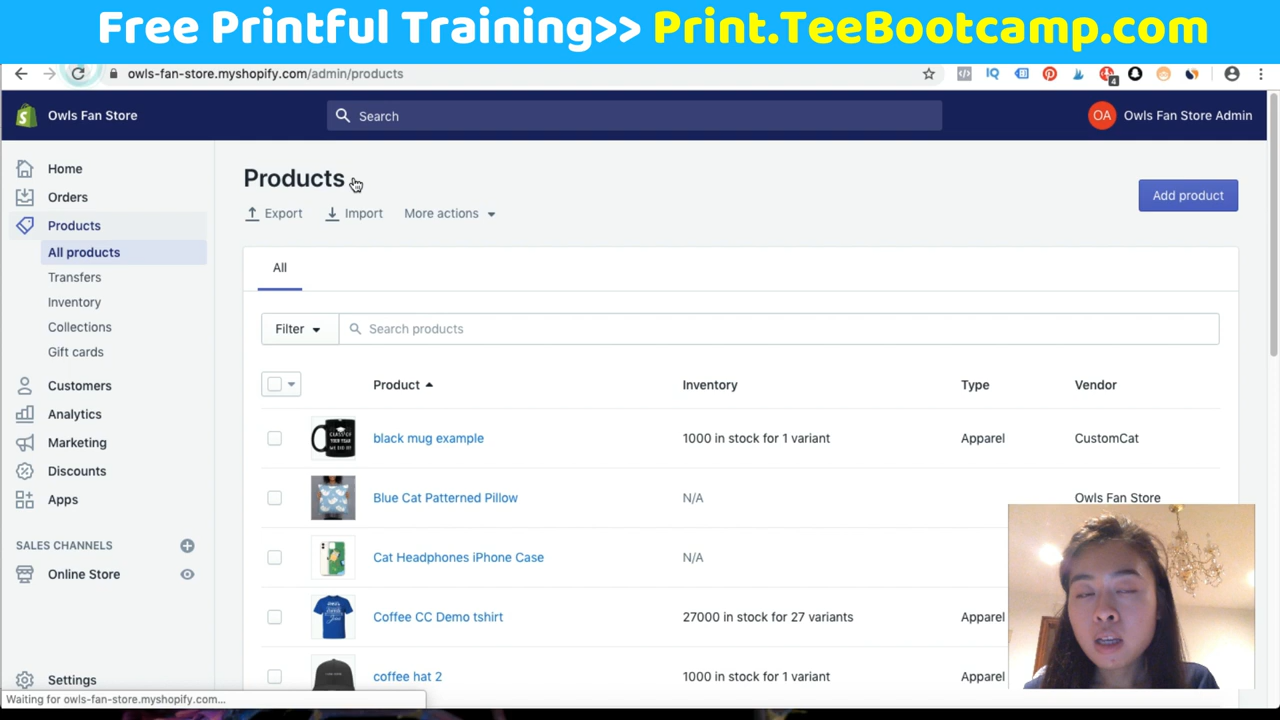 Free Printful Training>> Print.TeeBootcamp.com
owls-fan-store.myshopify.com/admin/products
4
Owls Fan Store
Search
OA Owls Fan Store Admin
Home
Orders
Products
All products
Transfers
Inventory
Collections
Gift cards
Customers
Analytics
Marketing
Discounts
Apps
SALES CHANNELS
Online Store
Settings
Products
Export Import More actions
Add product
All
Filter Search products
Product Inventory Type Vendor
black mug example 1000 in stock for 1 variant Apparel CustomCat
Blue Cat Patterned Pillow N/A Owls Fan Store
Cat Headphones iPhone Case N/A
Coffee CC Demo tshirt 27000 in stock for 27 variants Apparel
coffee hat 2 1000 in stock for 1 variant Apparel
Waiting for owls-fan-store.myshopify.com...